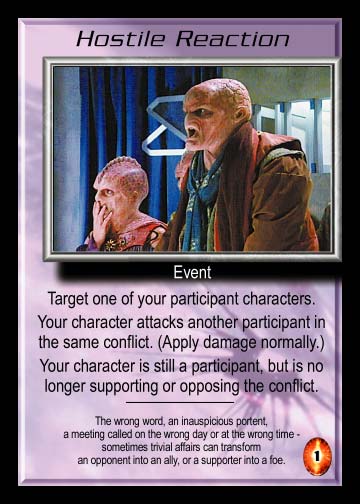 Hostile Reaction
Event
Target one of your participant characters.
Your character attacks another participant in
the same conflict. (Apply damage normally.)
Your character is still a participant, but is no
longer supporting or opposing the conflict.
The wrong word, an inauspicious portent,
a meeting called on the wrong day or at the wrong time -
sometimes trivial affairs can transform
an opponent into an ally, or a supporter into a foe.
1